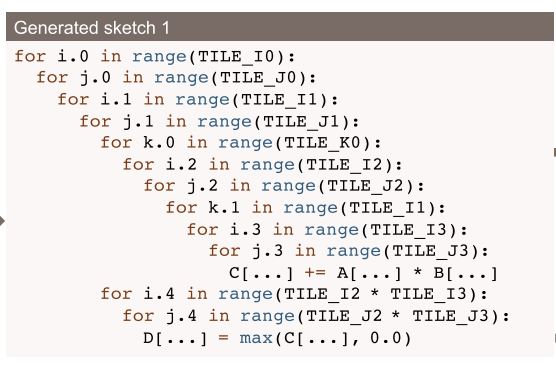 Generated sketch 1
for i.0 in range(TILE_I0):
for j.0 in range(TILE_J0):
for i.1 in range(TILE_I1):
for j.1 in range(TILE_J1):
for k.0 in range(TILE_K0):
for i.2 in range(TILE_I2):
for j.2 in range(TILE_J2):
for k.1 in range(TILE_I1):
for i.3 in range(TILE_I3):
for j.3 in range(TILE_J3):
C[...] += A[...] * B[...]
for i.4 in range(TILE_I2 * TILE_I3):
for j.4 in range(TILE_J2 * TILE_J3):
D[...] = max(C[...], 0.0)